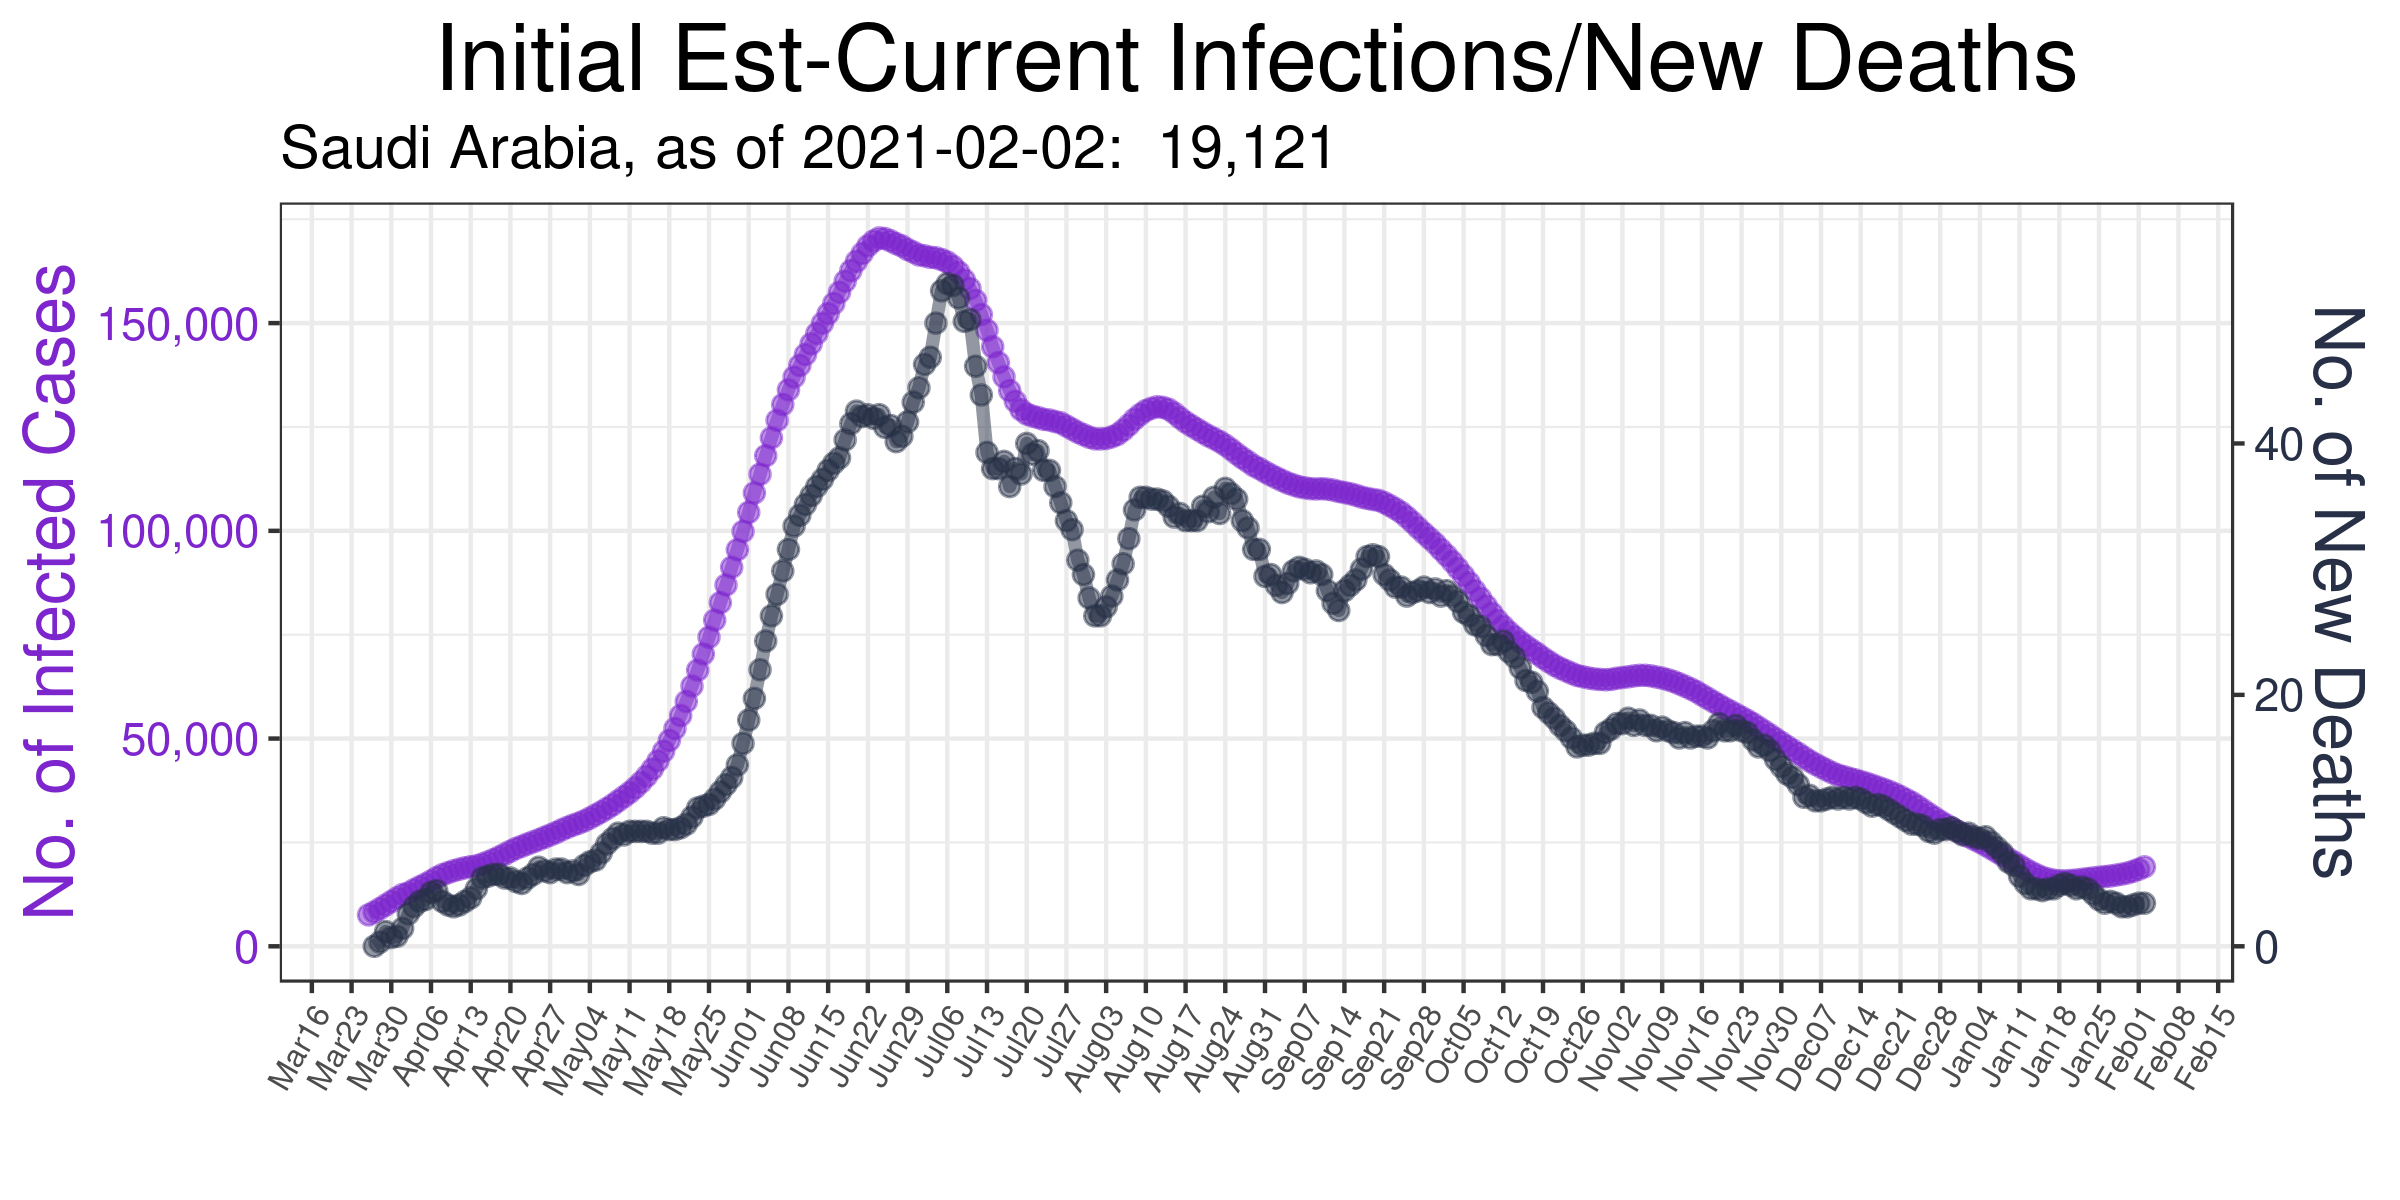 Initial Est-Current Infections/New Deaths
Saudi Arabia, as of 2021-02-02:  19,121
No. of Infected Cases
150,000
100,000
50,000
0
40
20
0
No. of New Deaths
Mar16
Mar23
Mar30
Apr06
Apr13
Apr20
Apr27
May04
May11
May18
May25
Jun01
Jun08
Jun15
Jun22
Jun29
Jul06
Jul13
Jul20
Jul27
Aug03
Aug10
Aug17
Aug24
Aug31
Sep07
Sep14
Sep21
Sep28
Oct05
Oct12
Oct19
Oct26
Nov02
Nov09
Nov16
Nov23
Nov30
Dec07
Dec14
Dec21
Dec28
Jan04
Jan11
Jan18
Jan25
Feb01
Feb08
Feb15